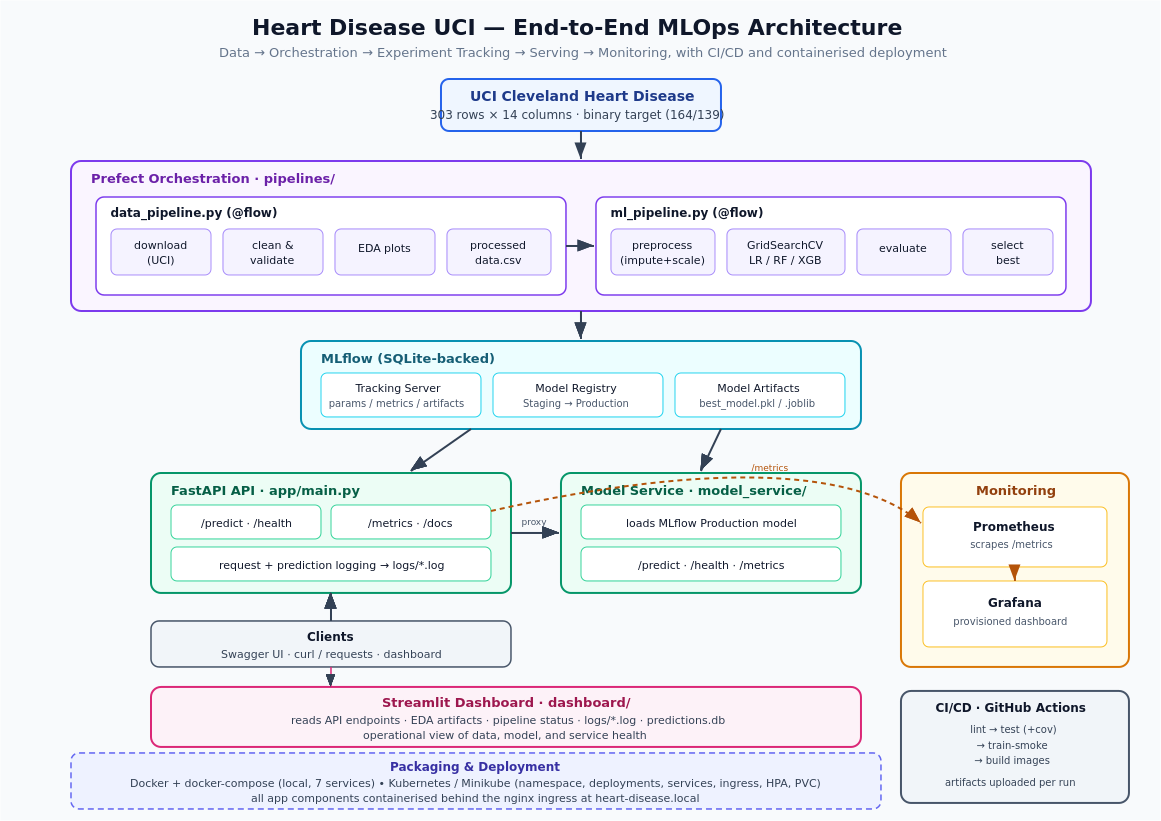 Heart Disease UCI — End-to-End MLOps Architecture
Data → Orchestration → Experiment Tracking → Serving → Monitoring, with CI/CD and containerised deployment
UCI Cleveland Heart Disease
303 rows × 14 columns · binary target (164/139)
Prefect Orchestration · pipelines/
data_pipeline.py (@flow)
download
(UCI)
clean &
validate
EDA plots
processed
data.csv
ml_pipeline.py (@flow)
preprocess
(impute+scale)
GridSearchCV
LR / RF / XGB
evaluate
select
best
MLflow (SQLite-backed)
Tracking Server
params / metrics / artifacts
Model Registry
Staging → Production
Model Artifacts
best_model.pkl / .joblib
/metrics
FastAPI API · app/main.py
/predict · /health
/metrics · /docs
request + prediction logging → logs/*.log
proxy
Model Service · model_service/
loads MLflow Production model
/predict · /health · /metrics
Monitoring
Prometheus
scrapes /metrics
Grafana
provisioned dashboard
Clients
Swagger UI · curl / requests · dashboard
Streamlit Dashboard · dashboard/
reads API endpoints · EDA artifacts · pipeline status · logs/*.log · predictions.db
operational view of data, model, and service health
CI/CD · GitHub Actions
lint → test (+cov)
→ train-smoke
→ build images
artifacts uploaded per run
Packaging & Deployment
Docker + docker-compose (local, 7 services) • Kubernetes / Minikube (namespace, deployments, services, ingress, HPA, PVC)
all app components containerised behind the nginx ingress at heart-disease.local